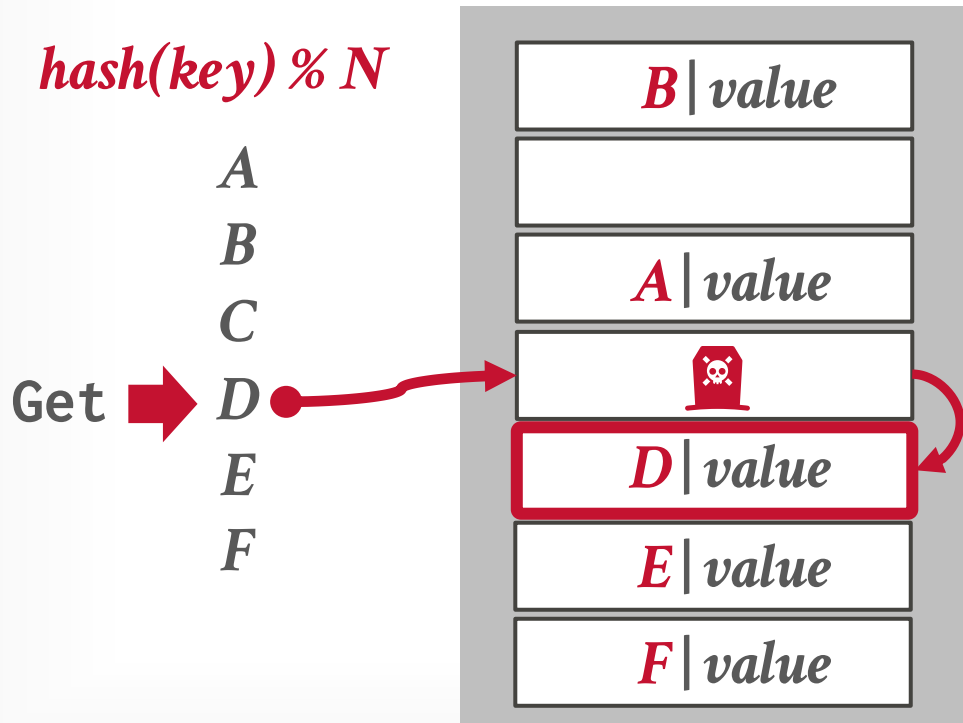 hash(key) % N
A
B
C
Get D
E
F
B|value
A|value
D|value
E|value
F|value